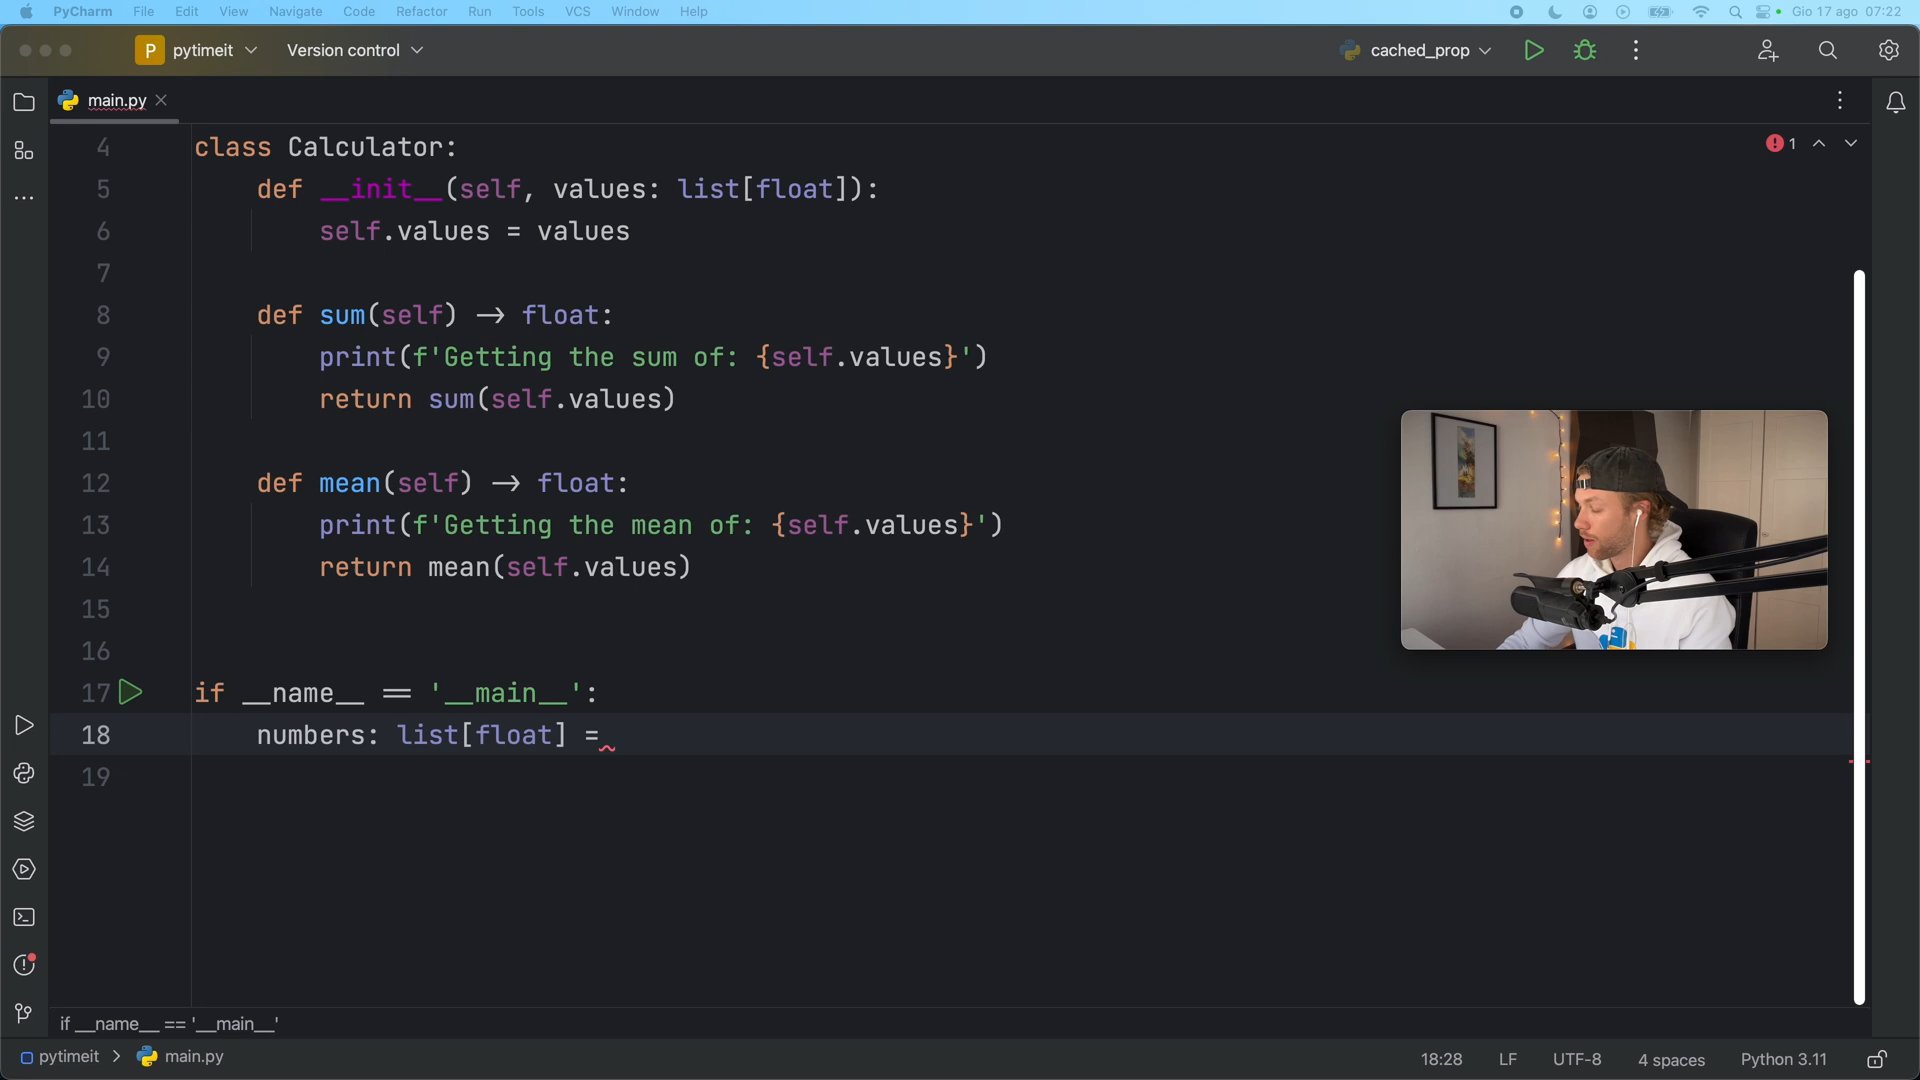 PyCharm File Edit View Navigate Code Refactor Run Tools VCS Window Help Gio 17 ago 07:22
P pytimeit Version control cached_prop
main.py
1
4 class Calculator:
5 def __init__(self, values: list[float]):
6 self.values = values
7
8 def sum(self) → float:
9 print(f'Getting the sum of: {self.values}')
10 return sum(self.values)
11
12 def mean(self) → float:
13 print(f'Getting the mean of: {self.values}')
14 return mean(self.values)
15
16
17 if __name__ == '__main__':
18 numbers: list[float] =
19
if __name__ == '__main__'
pytimeit > main.py 18:28 LF UTF-8 4 spaces Python 3.11